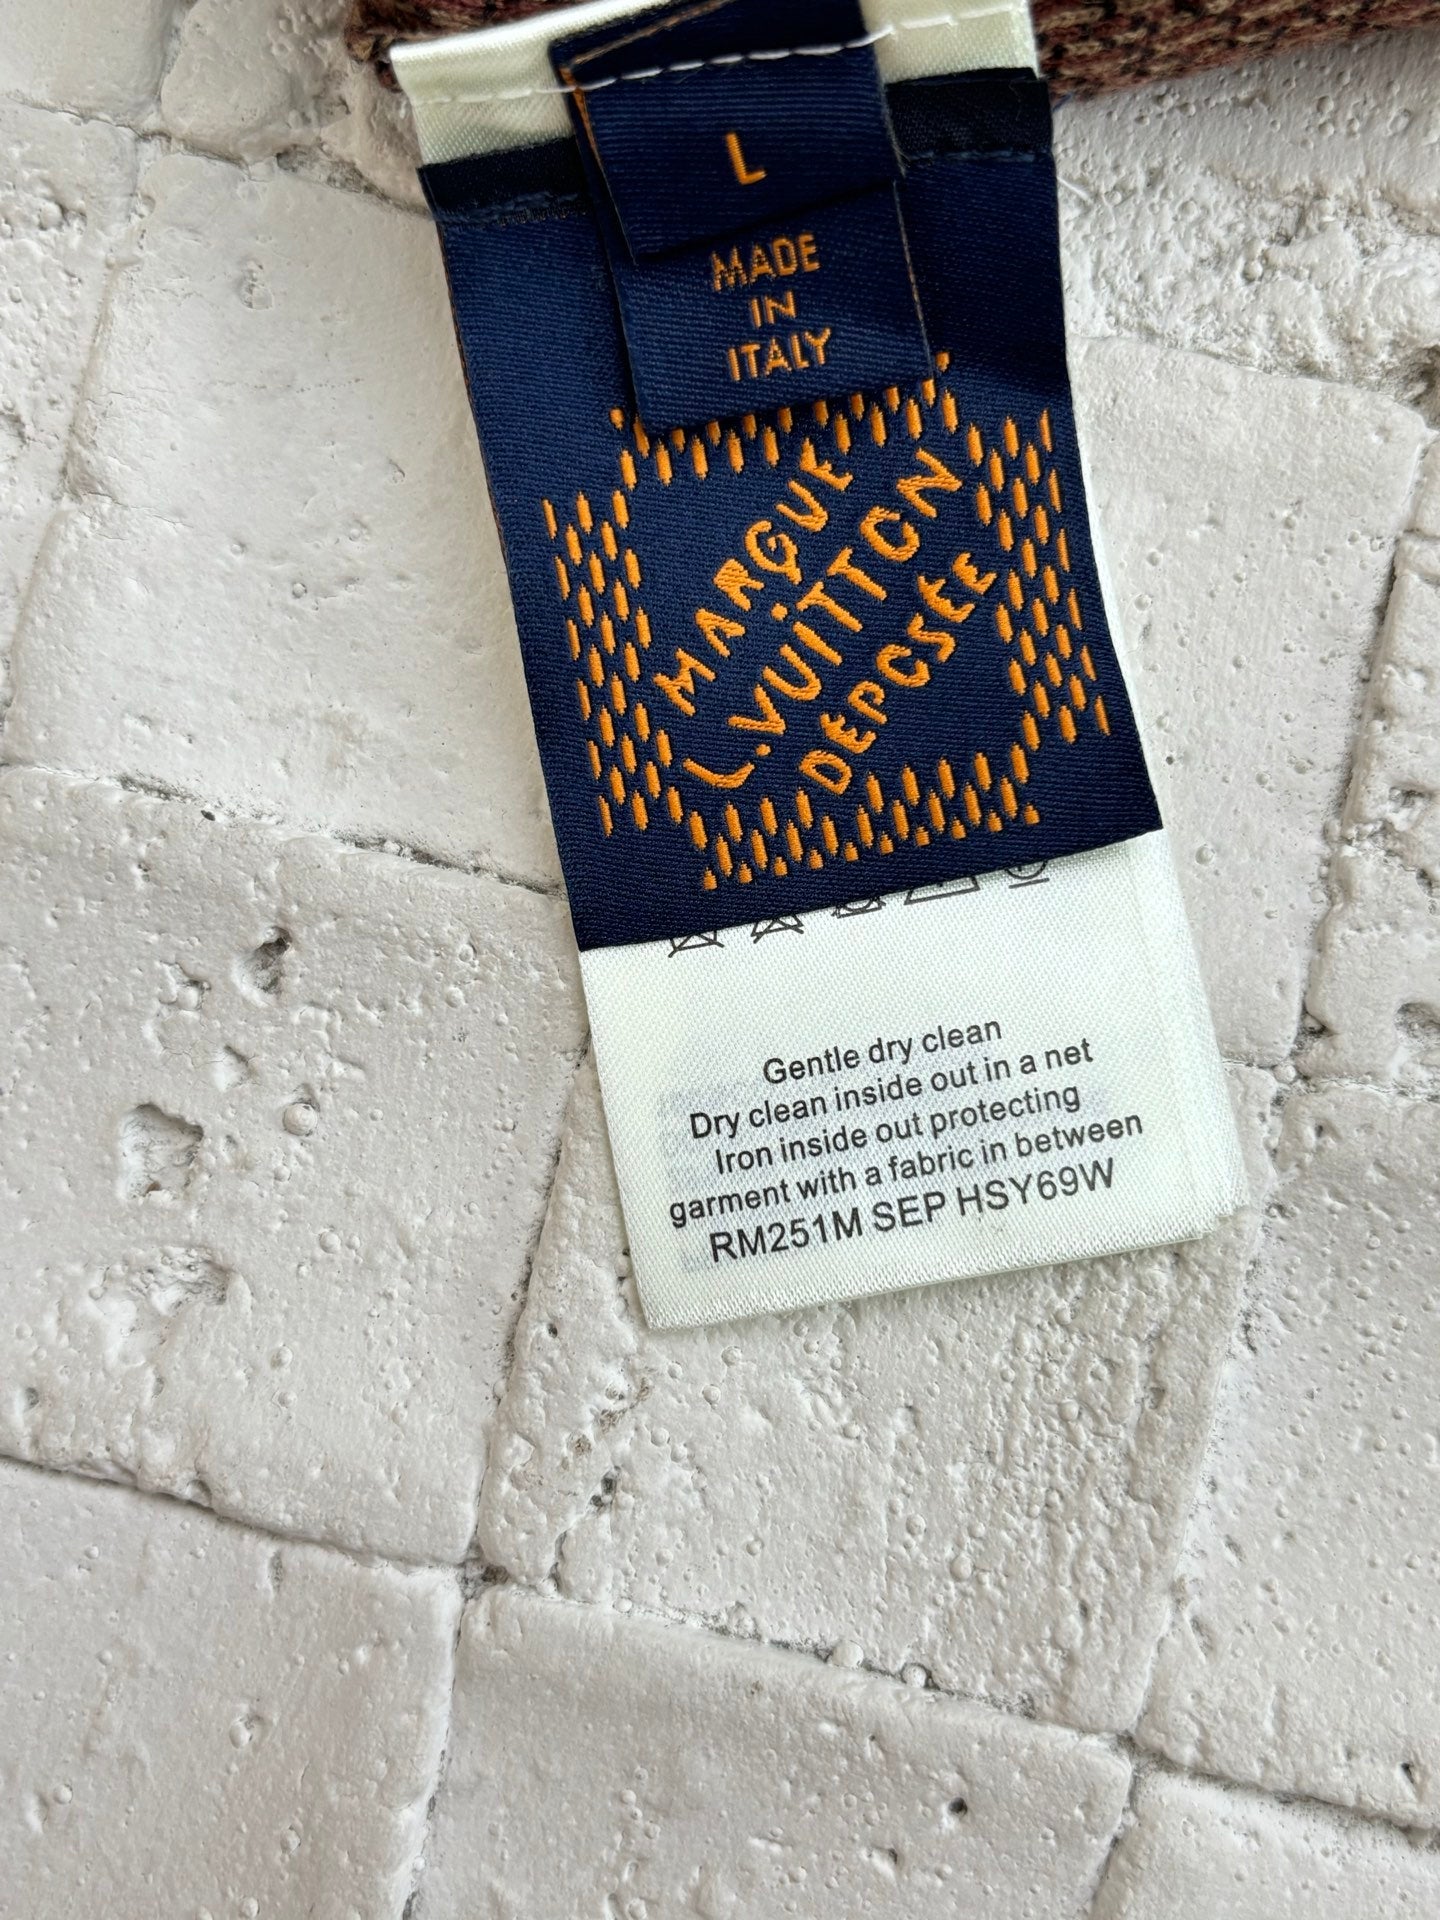 L
MADE
IN
ITALY
MARQUE
L.VUiTTON
DEPOSÉE
Gentle dry clean
Dry clean inside out in a net
Iron inside out protecting
garment with a fabric in between
RM251M SEP HSY69W